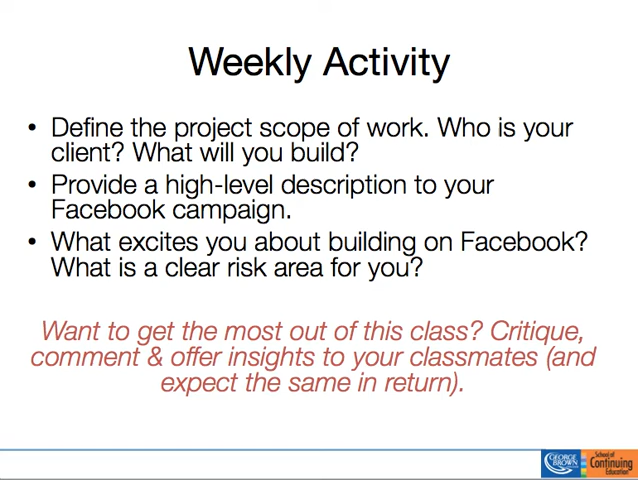 Weekly Activity
• Define the project scope of work. Who is your
client? What will you build?
• Provide a high-level description to your
Facebook campaign.
• What excites you about building on Facebook?
What is a clear risk area for you?
Want to get the most out of this class? Critique,
comment & offer insights to your classmates (and
expect the same in return).
GEORGE
BROWN
School of
Continuing
Education